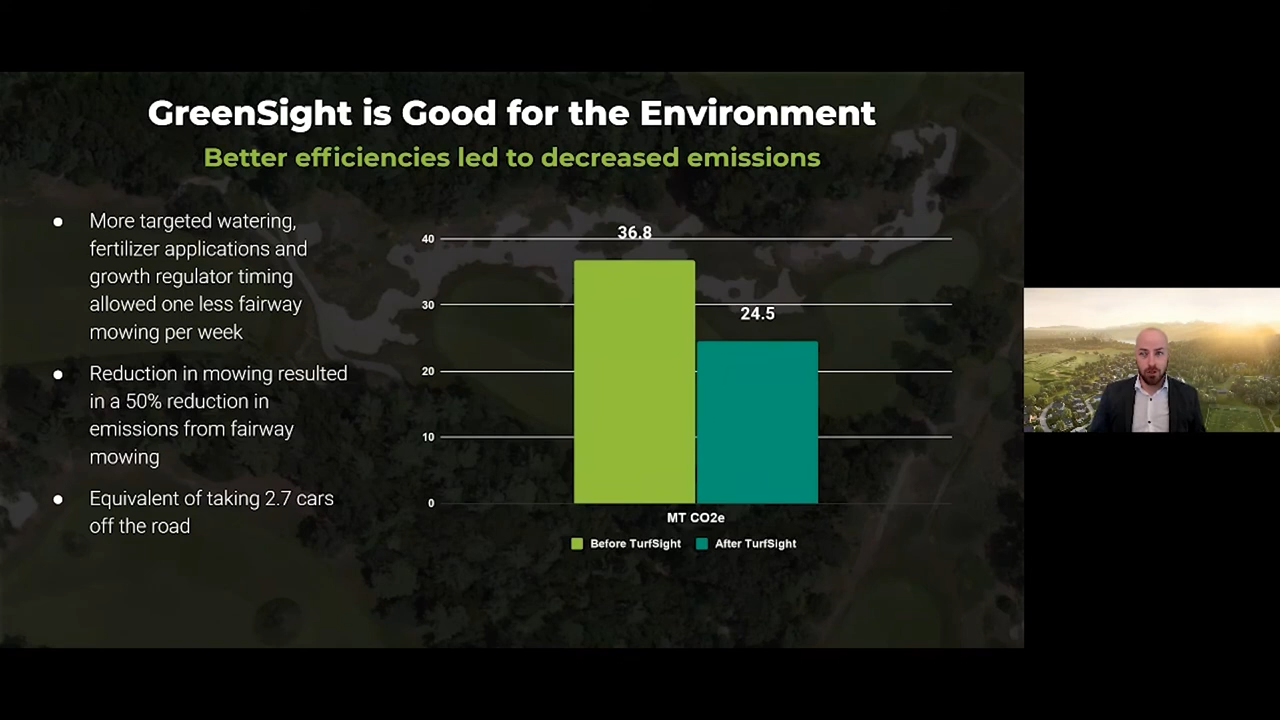 GreenSight is Good for the Environment
Better efficiencies led to decreased emissions
● More targeted watering,
fertilizer applications and
growth regulator timing
allowed one less fairway
mowing per week
● Reduction in mowing resulted
in a 50% reduction in
emissions from fairway
mowing
● Equivalent of taking 2.7 cars
off the road
40
30
20
10
0
36.8
24.5
MT CO2e
Before TurfSight
After TurfSight